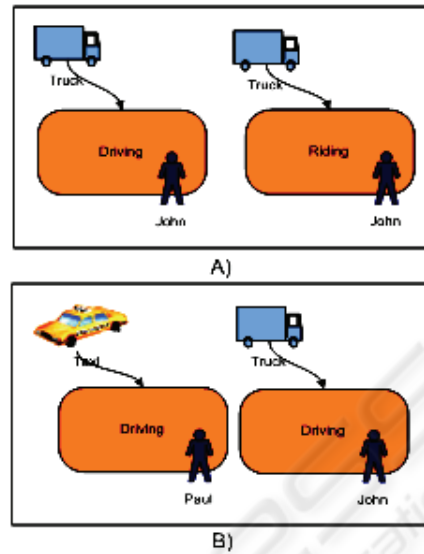 Truck
Truck
Driving
Riding
John
John
A)
Taxi
Truck
Driving
Driving
Paul
John
B)